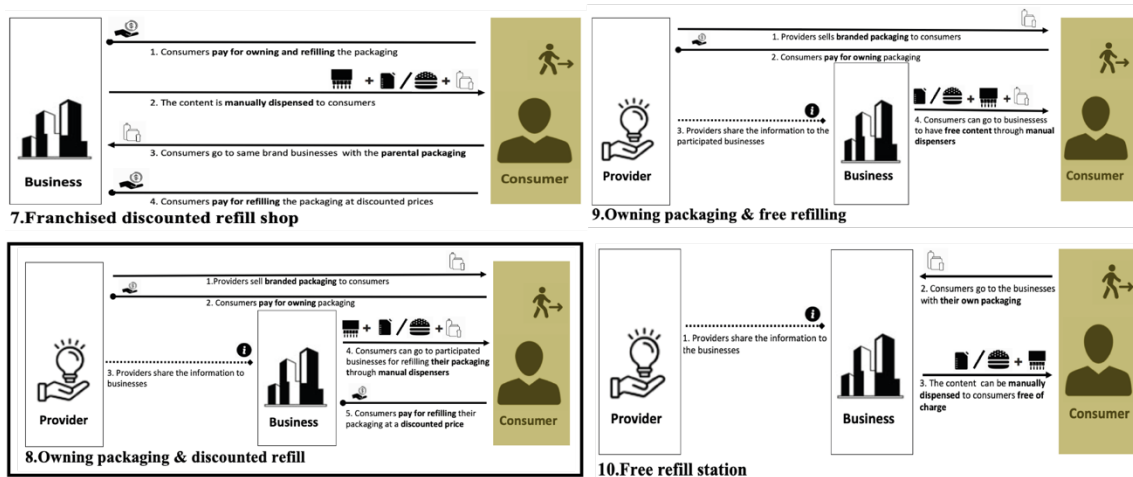 1. Consumers pay for owning and refilling the packaging
2. The content is manually dispensed to consumers
3. Consumers go to same brand businesses with the parental packaging
4. Consumers pay for refilling the packaging at discounted prices
Business
Consumer
7.Franchised discounted refill shop
1. Providers sells branded packaging to consumers
2. Consumers pay for owning packaging
3. Providers share the information to the
participated businesses
4. Consumers can go to businessess
to have free content through manual
dispensers
Provider
Business
Consumer
9.Owning packaging & free refilling
1.Providers sell branded packaging to consumers
2. Consumers pay for owning packaging
3. Providers share the information to
businesses
4. Consumers can go to participated
businesses for refilling their packaging
through manual dispensers
5. Consumers pay for refilling their
packaging at a discounted price
Provider
Business
Consumer
8.Owning packaging & discounted refill
1. Providers share the information to
the businesses
2. Consumers go to the businesses
with their own packaging
3. The content can be manually
dispensed to consumers free of
charge
Provider
Business
Consumer
10.Free refill station